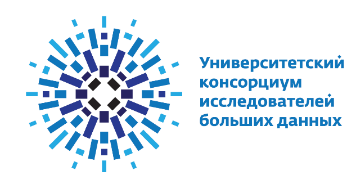 Университетский
консорциум
исследователей
больших данных